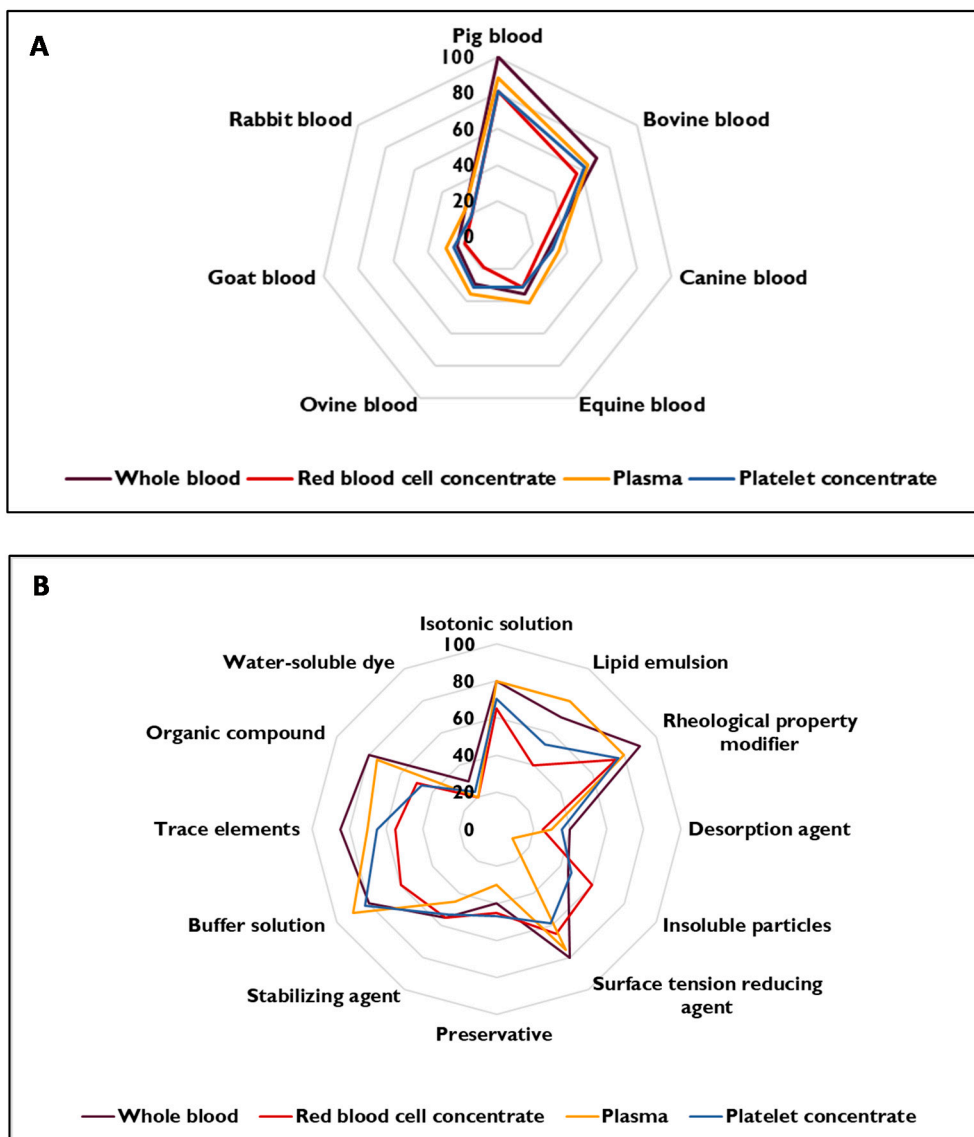 A
Pig blood
100
80
60
40
20
0
Rabbit blood
Bovine blood
Goat blood
Canine blood
Ovine blood
Equine blood
Whole blood Red blood cell concentrate Plasma Platelet concentrate
B
Isotonic solution
100
80
60
40
20
0
Water-soluble dye
Lipid emulsion
Organic compound
Rheological property
modifier
Trace elements
Desorption agent
Buffer solution
Insoluble particles
Stabilizing agent
Surface tension reducing
agent
Preservative
Whole blood Red blood cell concentrate Plasma Platelet concentrate